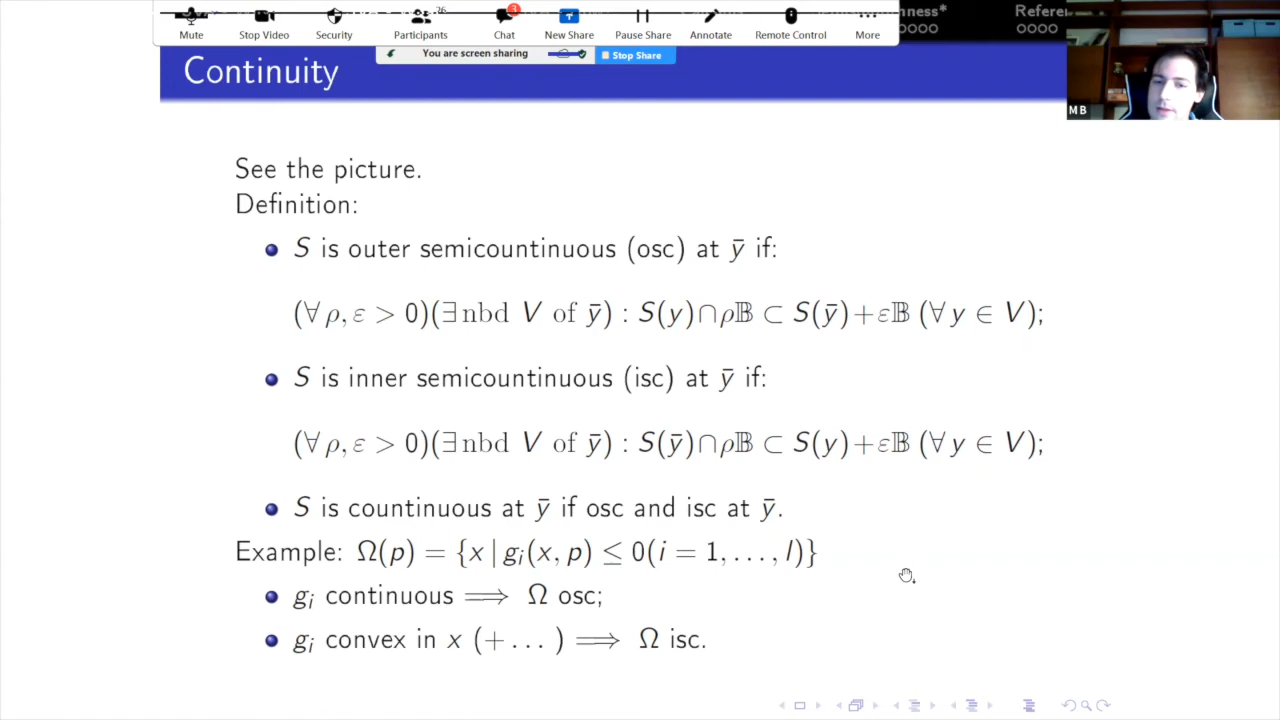 26
3
Mute Stop Video Security Participants Chat New Share Pause Share Annotate Remote Control More
You are screen sharing Stop Share
Continuity
MB
See the picture.
Definition:
S is outer semicountinuous (osc) at ȳ if:
(∀ ρ, ε > 0)(∃ nbd V of ȳ) : S(y)∩ρ𝔹 ⊂ S(ȳ)+ε𝔹 (∀ y ∈ V);
S is inner semicountinuous (isc) at ȳ if:
(∀ ρ, ε > 0)(∃ nbd V of ȳ) : S(ȳ)∩ρ𝔹 ⊂ S(y)+ε𝔹 (∀ y ∈ V);
S is countinuous at ȳ if osc and isc at ȳ.
Example: Ω(p) = {x | gᵢ(x, p) ≤ 0(i = 1, . . . , l)}
gᵢ continuous ⟹ Ω osc;
gᵢ convex in x (+ . . . ) ⟹ Ω isc.